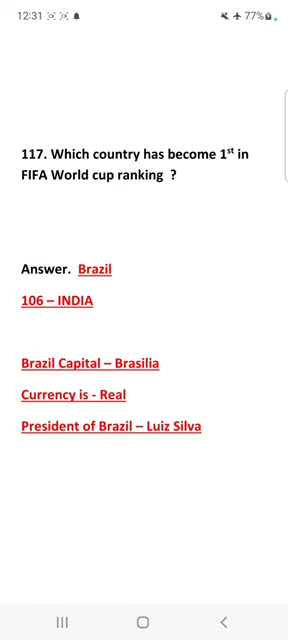 12:31
77%
117. Which country has become 1st in
FIFA World cup ranking ?
Answer. Brazil
106 – INDIA
Brazil Capital – Brasilia
Currency is - Real
President of Brazil – Luiz Silva